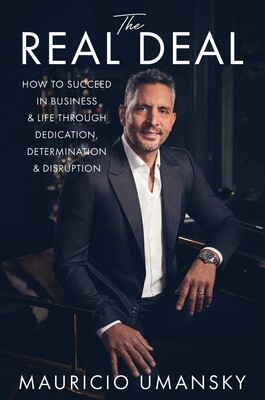 The
REAL DEAL
HOW TO SUCCEED
IN BUSINESS
& LIFE THROUGH
DEDICATION,
DETERMINATION
& DISRUPTION
MAURICIO UMANSKY